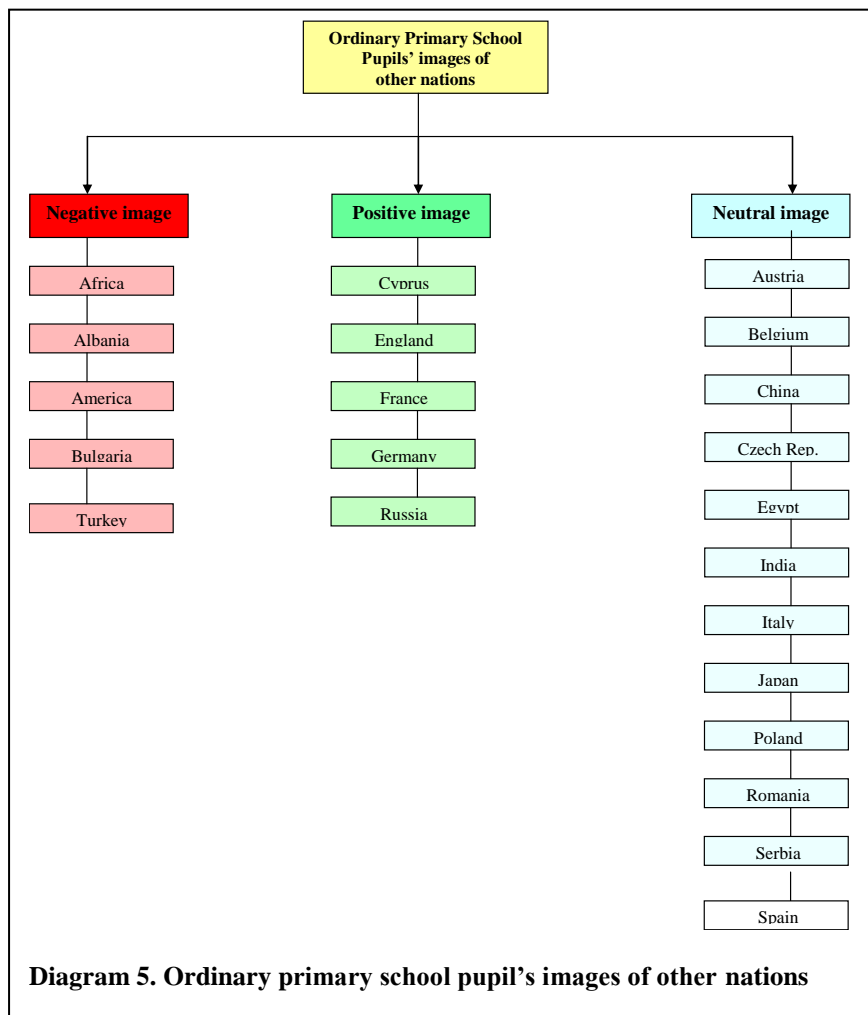 Ordinary Primary School
Pupils' images of
other nations
Negative image
Africa
Albania
America
Bulgaria
Turkey
Positive image
Cyprus
England
France
Germany
Russia
Neutral image
Austria
Belgium
China
Czech Rep.
Egypt
India
Italy
Japan
Poland
Romania
Serbia
Spain
Diagram 5. Ordinary primary school pupil's images of other nations